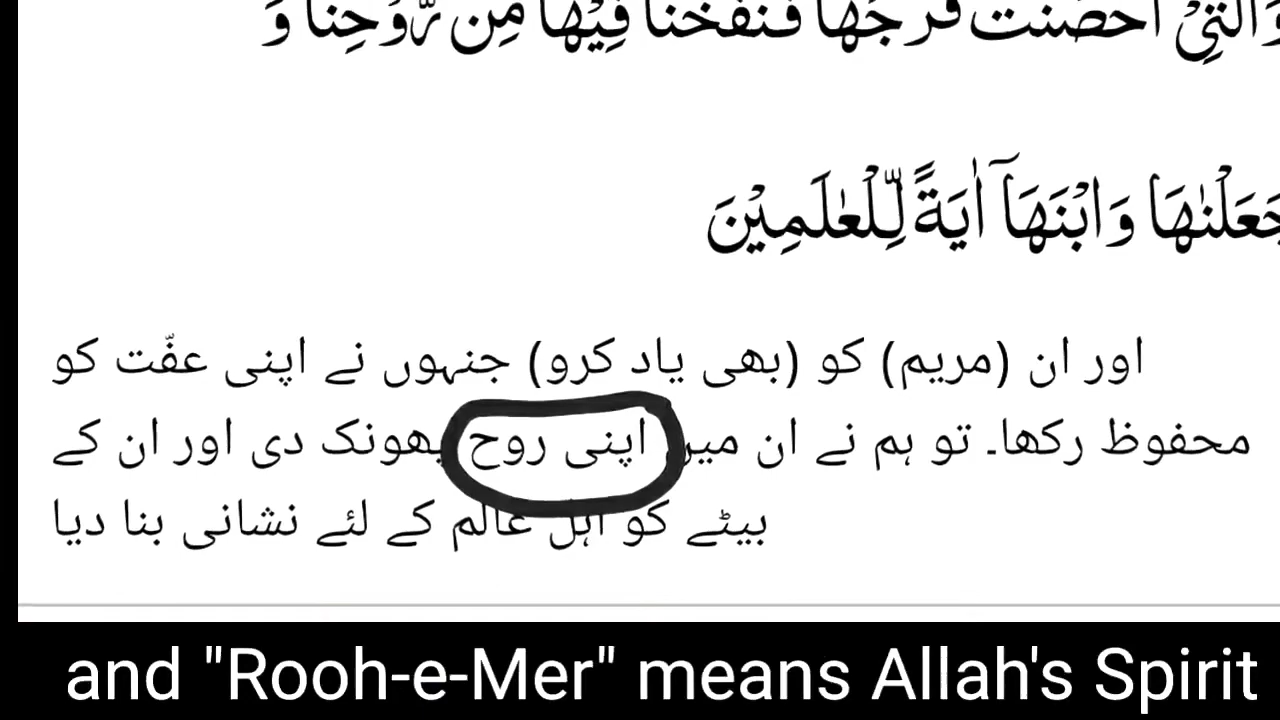 وَالَّتِیْۤ اَحْصَنَتْ فَرْجَهَا فَنَفَخْنَا فِیْهَا مِنْ رُّوْحِنَا وَ
جَعَلْنٰهَا وَابْنَهَاۤ اٰیَةً لِّلْعٰلَمِیْنَ
اور ان (مریم) کو (بھی یاد کرو) جنہوں نے اپنی عفّت کو
محفوظ رکھا۔ تو ہم نے ان میں اپنی روح پھونک دی اور ان کے
بیٹے کو اہل عالم کے لئے نشانی بنا دیا
and "Rooh-e-Mer" means Allah's Spirit